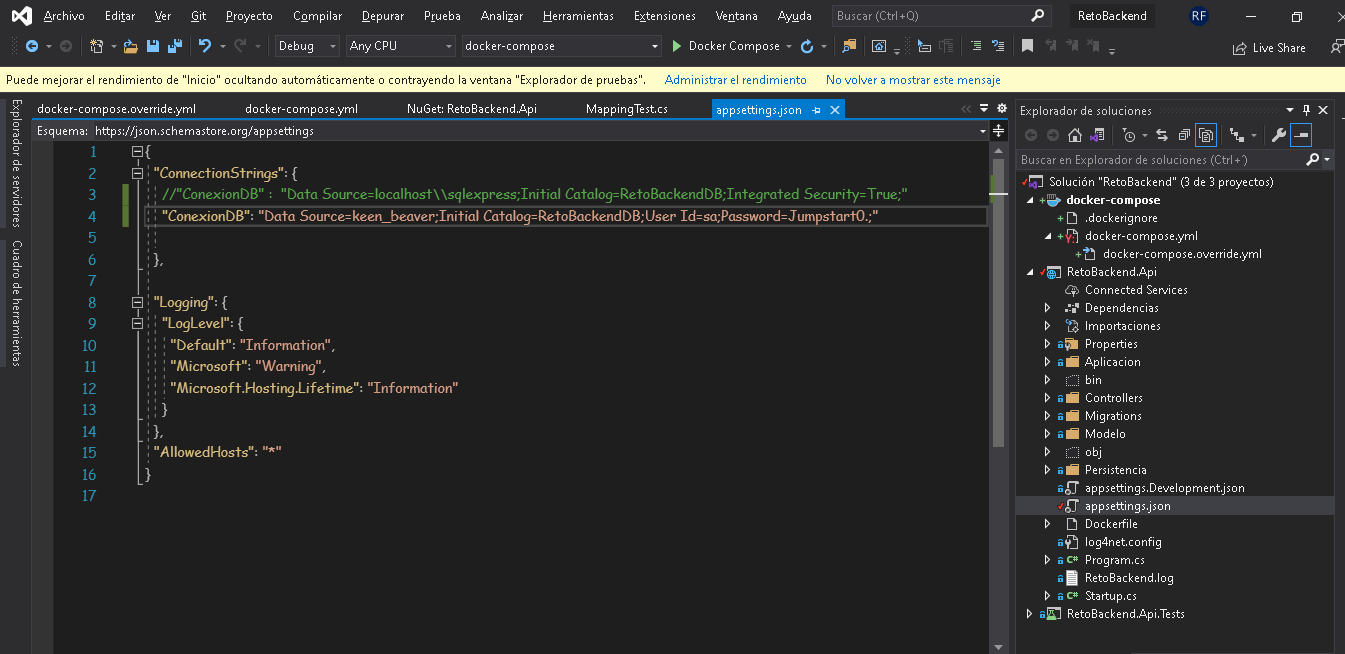 Archivo Editar Ver Git Proyecto Compilar Depurar Prueba Analizar Herramientas Extensiones Ventana Ayuda Buscar (Ctrl+Q) RetoBackend RF
Debug Any CPU docker-compose Docker Compose Live Share
Puede mejorar el rendimiento de "Inicio" ocultando automáticamente o contrayendo la ventana "Explorador de pruebas". Administrar el rendimiento No volver a mostrar este mensaje
Explorador de servidores
Cuadro de herramientas
docker-compose.override.yml docker-compose.yml NuGet: RetoBackend.Api MappingTest.cs appsettings.json
Esquema: https://json.schemastore.org/appsettings
1 {
2 "ConnectionStrings": {
3 //"ConexionDB" : "Data Source=localhost\\sqlexpress;Initial Catalog=RetoBackendDB;Integrated Security=True;"
4 "ConexionDB": "Data Source=keen_beaver;Initial Catalog=RetoBackendDB;User Id=sa;Password=Jumpstart0.;"
5
6 },
7
8 "Logging": {
9 "LogLevel": {
10 "Default": "Information",
11 "Microsoft": "Warning",
12 "Microsoft.Hosting.Lifetime": "Information"
13 }
14 },
15 "AllowedHosts": "*"
16 }
17
Explorador de soluciones
Buscar en Explorador de soluciones (Ctrl+´)
Solución "RetoBackend" (3 de 3 proyectos)
docker-compose
.dockerignore
docker-compose.yml
docker-compose.override.yml
RetoBackend.Api
Connected Services
Dependencias
Importaciones
Properties
Aplicacion
bin
Controllers
Migrations
Modelo
obj
Persistencia
appsettings.Development.json
appsettings.json
Dockerfile
log4net.config
Program.cs
RetoBackend.log
Startup.cs
RetoBackend.Api.Tests